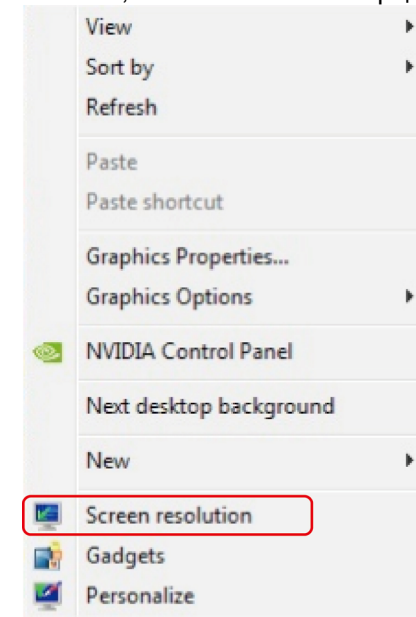 View
Sort by
Refresh
Paste
Paste shortcut
Graphics Properties...
Graphics Options
NVIDIA Control Panel
Next desktop background
New
Screen resolution
Gadgets
Personalize